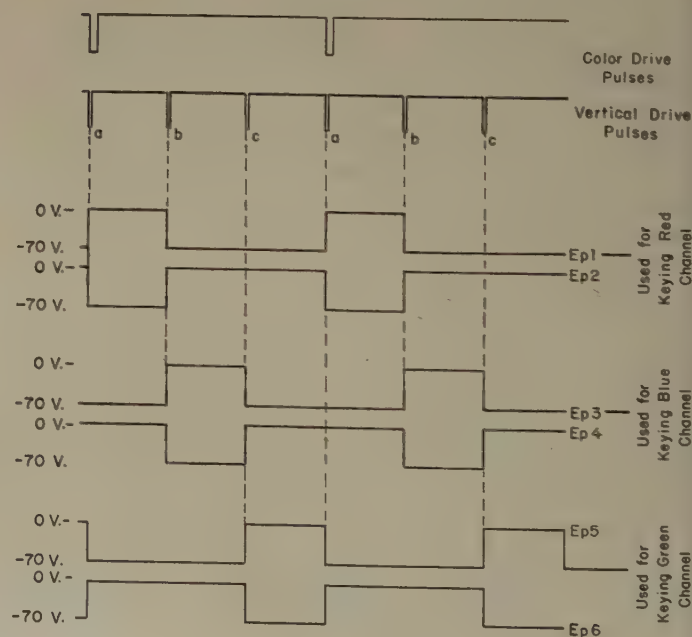 Color Drive
Pulses
Vertical Drive
Pulses
a b c a b c
0 V.-
-70 V.
Ep1
0 V.-
Ep2
-70 V.
Used for
Keying Red
Channel
0 V.-
-70 V.
Ep3
0 V.-
Ep4
-70 V.
Used for
Keying Blue
Channel
0 V.-
Ep5
-70 V.
0 V.-
-70 V.
Ep6
Used for
Keying Green
Channel